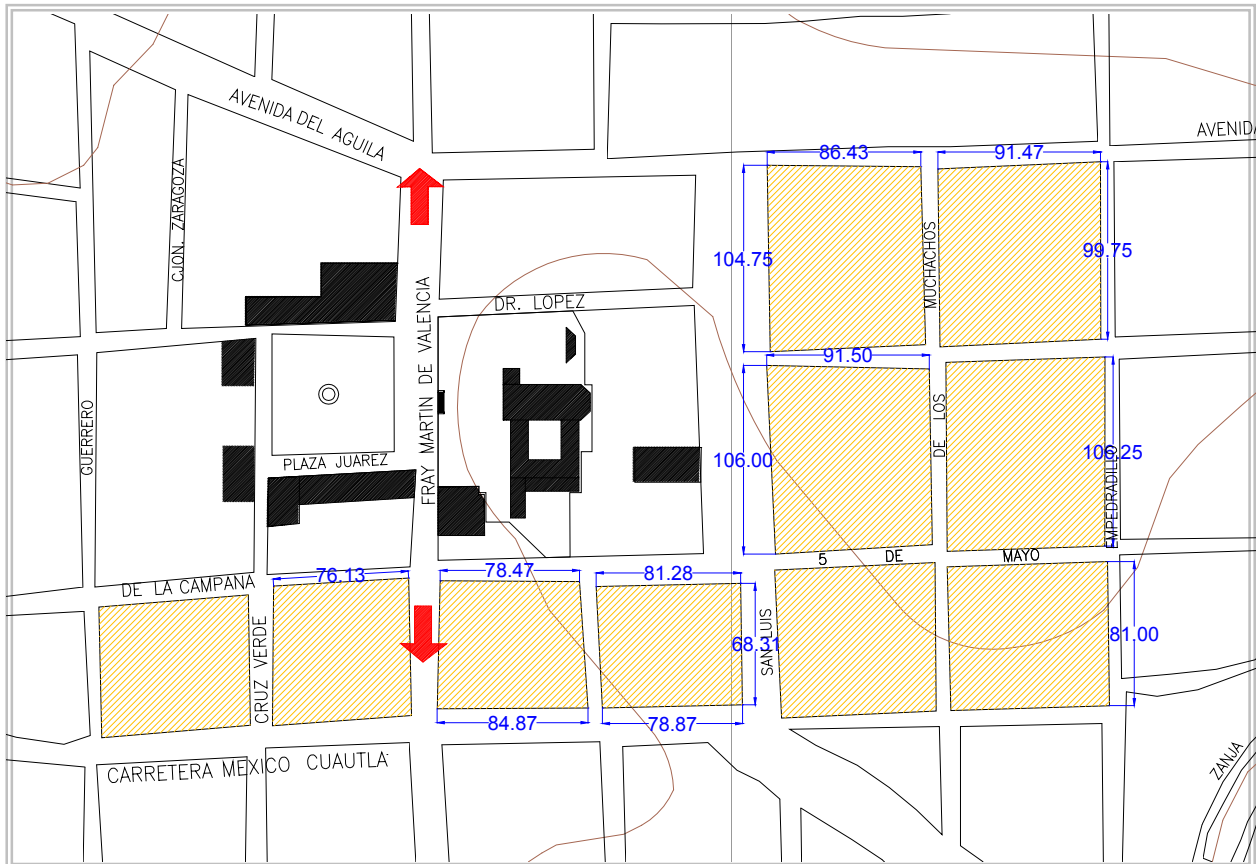 AVENIDA DEL AGUILA
AVENIDA
86.43
91.47
CJON. ZARAGOZA
MUCHACHOS
104.75
99.75
FRAY MARTIN DE VALENCIA
DR. LOPEZ
91.50
GUERRERO
DE LOS
PLAZA JUAREZ
106.00
106.25
EMPEDRADILLO
5 DE MAYO
DE LA CAMPANA
76.13
78.47
81.28
CRUZ VERDE
68.31
SAN LUIS
81.00
84.87
78.87
CARRETERA MEXICO CUAUTLA
ZANJA